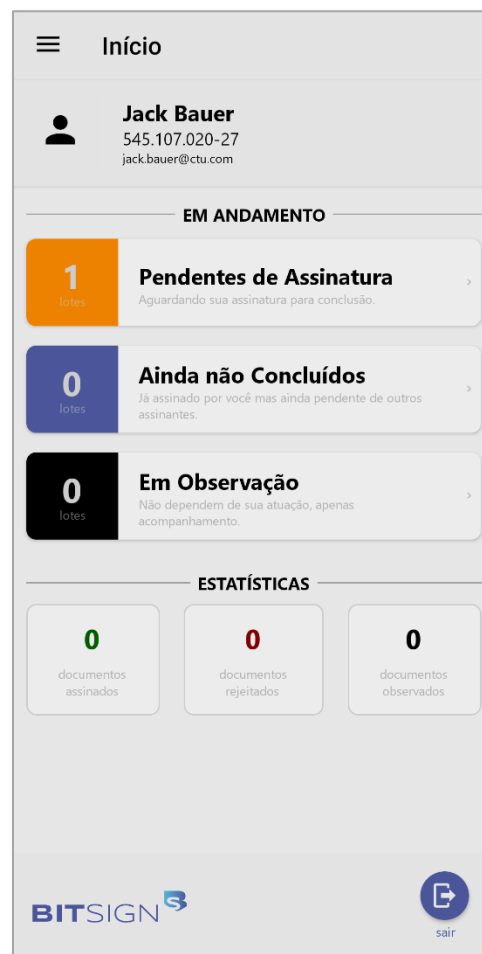 Início
Jack Bauer
545.107.020-27
jack.bauer@ctu.com
EM ANDAMENTO
1
lotes
Pendentes de Assinatura
Aguardando sua assinatura para conclusão.
0
lotes
Ainda não Concluídos
Já assinado por você mas ainda pendente de outros
assinantes.
0
lotes
Em Observação
Não dependem de sua atuação, apenas
acompanhamento.
ESTATÍSTICAS
0
documentos
assinados
0
documentos
rejeitados
0
documentos
observados
BITSIGN
sair